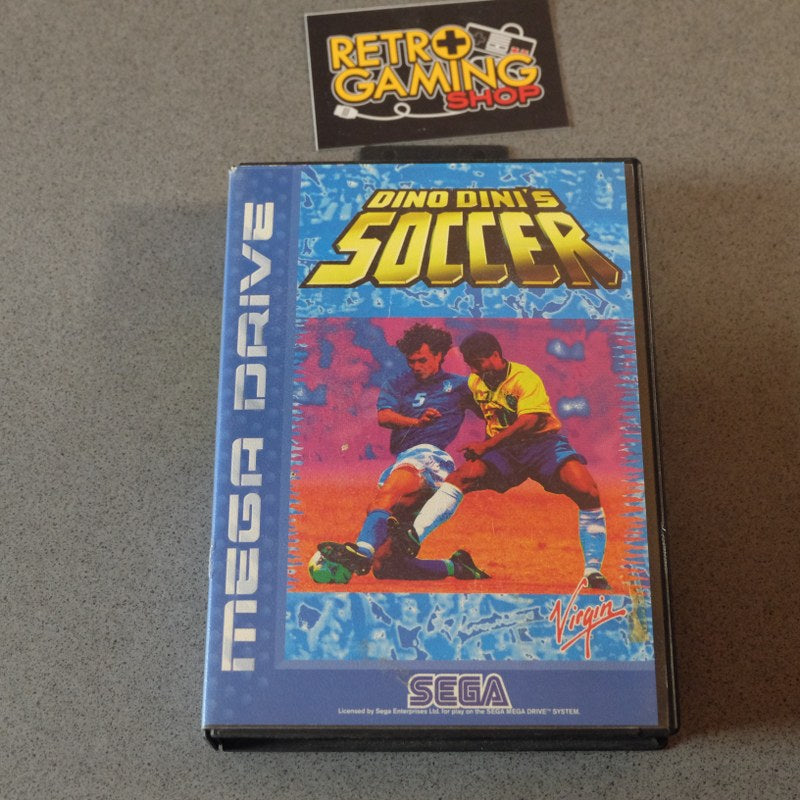 RETRO
GAMING
SHOP
MEGA DRIVE
DINO DINI'S
SOCCER
5
Virgin
SEGA
Licensed by Sega Enterprises Ltd. for play on the SEGA MEGA DRIVE™ SYSTEM.